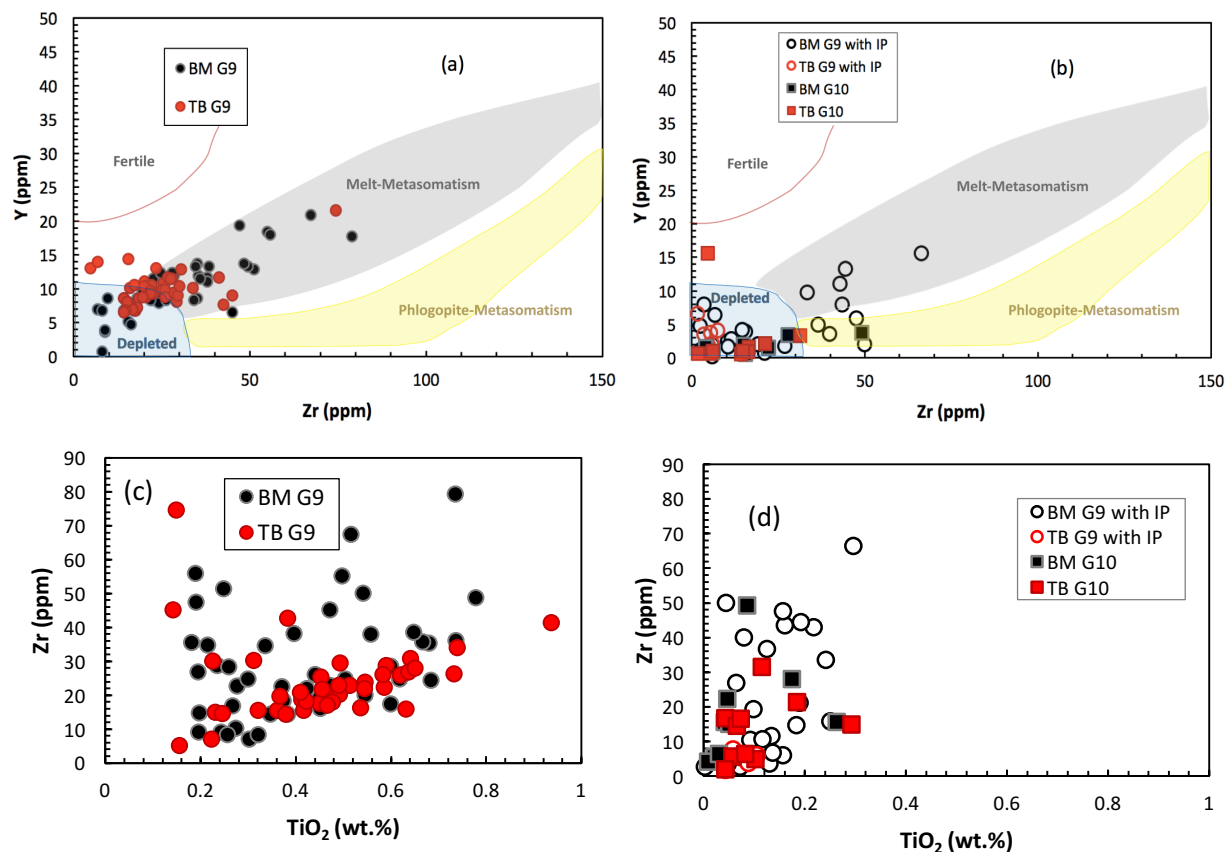 50
45
40
35
30
25
20
15
10
5
0
Y (ppm)
BM G9
TB G9
(a)
Fertile
Melt-Metasomatism
Phlogopite-Metasomatism
Depleted
0 50 100 150
Zr (ppm)
50
45
40
35
30
25
20
15
10
5
0
Y (ppm)
BM G9 with IP
TB G9 with IP
BM G10
TB G10
(b)
Fertile
Melt-Metasomatism
Depleted
Phlogopite-Metasomatism
0 50 100 150
Zr (ppm)
90
80
70
60
50
40
30
20
10
0
Zr (ppm)
(c)
BM G9
TB G9
0 0.2 0.4 0.6 0.8 1
TiO2 (wt.%)
90
80
70
60
50
40
30
20
10
0
Zr (ppm)
(d)
BM G9 with IP
TB G9 with IP
BM G10
TB G10
0 0.2 0.4 0.6 0.8 1
TiO2 (wt.%)